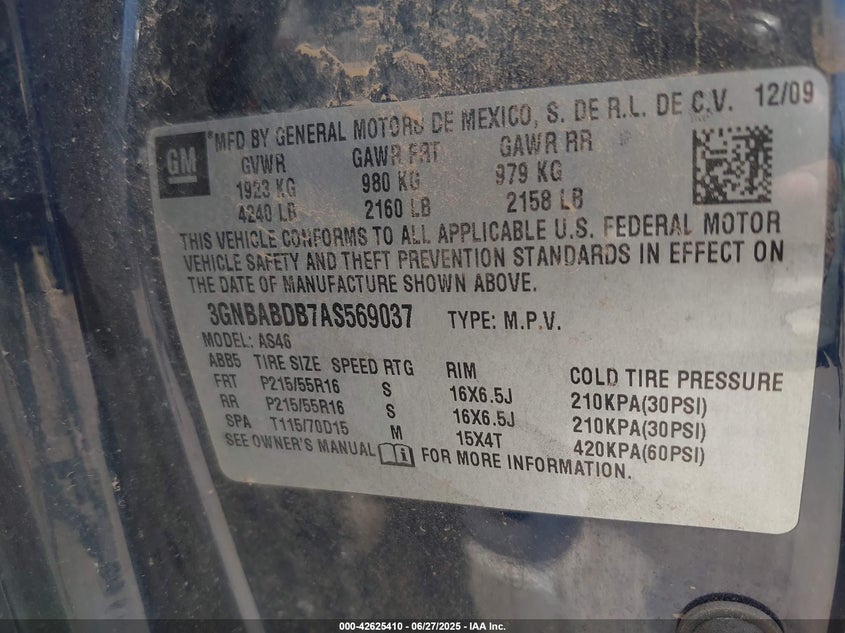 GM
MFD BY GENERAL MOTORS DE MEXICO, S. DE R.L. DE C.V. 12/09
GVWR GAWR FRT GAWR RR
1923 KG 980 KG 979 KG
4240 LB 2160 LB 2158 LB
THIS VEHICLE CONFORMS TO ALL APPLICABLE U.S. FEDERAL MOTOR
VEHICLE SAFETY AND THEFT PREVENTION STANDARDS IN EFFECT ON
THE DATE OF MANUFACTURE SHOWN ABOVE.
3GNBABDB7AS569037 TYPE: M.P.V.
MODEL: AS46
ABB5 TIRE SIZE SPEED RTG RIM COLD TIRE PRESSURE
FRT P215/55R16 S 16X6.5J 210KPA(30PSI)
RR P215/55R16 S 16X6.5J 210KPA(30PSI)
SPA T115/70D15 M 15X4T 420KPA(60PSI)
SEE OWNER'S MANUAL FOR MORE INFORMATION.
000-42625410 - 06/27/2025 - IAA Inc.